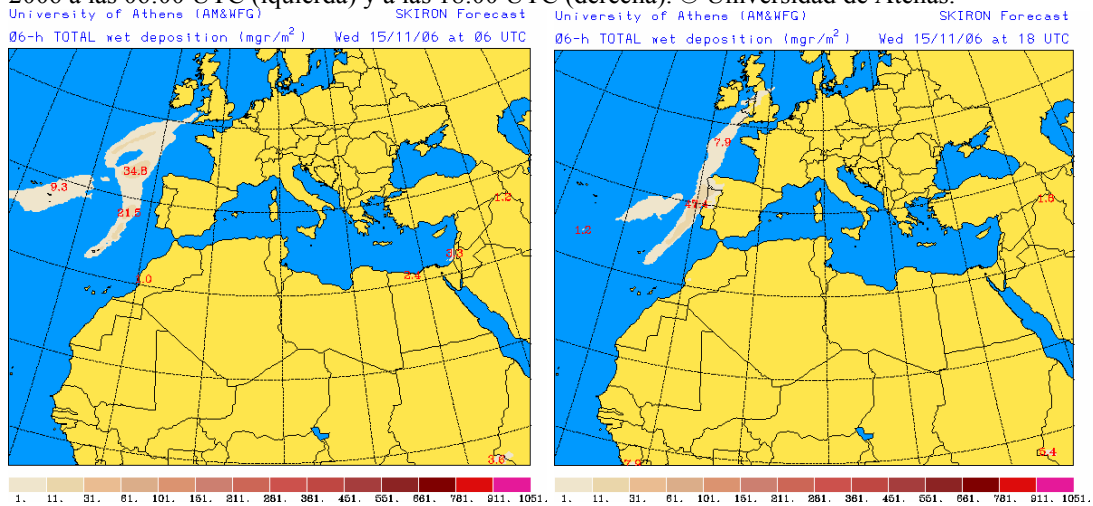 2006 a las 06:00 UTC (iquierda) y a las 18:00 UTC (derecha). © Universidad de Atenas.
University of Athens (AM&WFG) SKIRON Forecast
06-h TOTAL wet deposition (mgr/m²) Wed 15/11/06 at 06 UTC
9.3
34.8
21.5
1.0
2.4
1. 11. 31. 61. 101. 151. 211. 281. 361. 451. 551. 661. 781. 911. 1051.
University of Athens (AM&WFG) SKIRON Forecast
06-h TOTAL wet deposition (mgr/m²) Wed 15/11/06 at 18 UTC
7.9
1.2
1. 11. 31. 61. 101. 151. 211. 281. 361. 451. 551. 661. 781. 911. 1051.